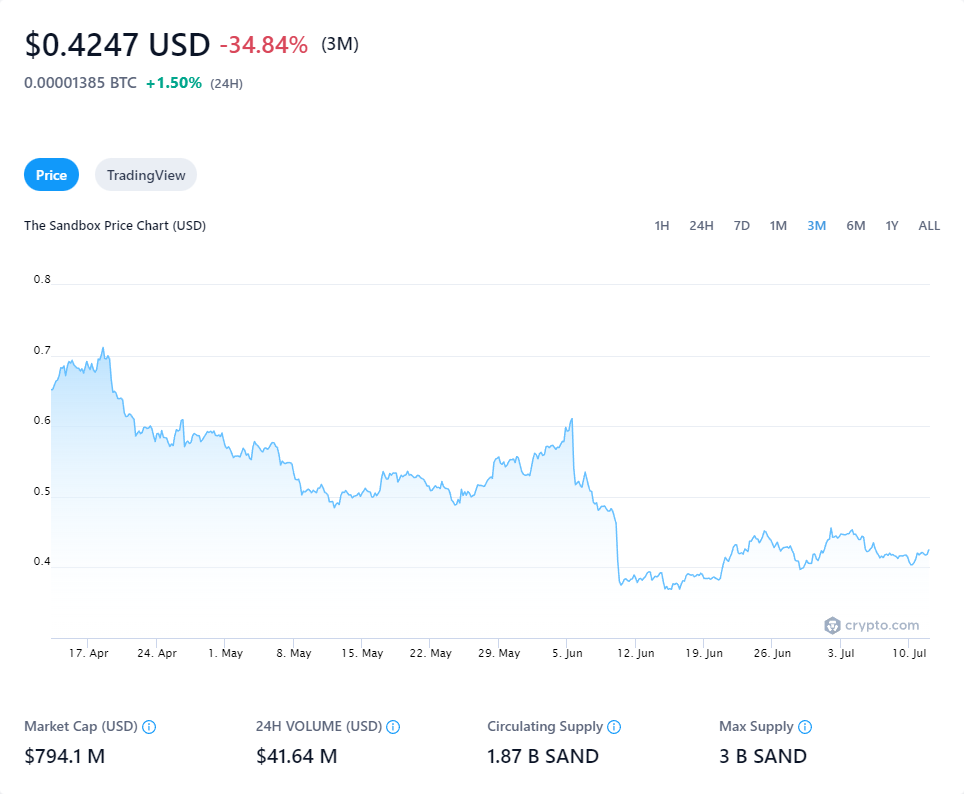 $0.4247 USD -34.84% (3M)
0.00001385 BTC +1.50% (24H)
Price TradingView
The Sandbox Price Chart (USD) 1H 24H 7D 1M 3M 6M 1Y ALL
0.8
0.7
0.6
0.5
0.4
crypto.com
17. Apr 24. Apr 1. May 8. May 15. May 22. May 29. May 5. Jun 12. Jun 19. Jun 26. Jun 3. Jul 10. Jul
Market Cap (USD) 24H VOLUME (USD) Circulating Supply Max Supply
$794.1 M $41.64 M 1.87 B SAND 3 B SAND